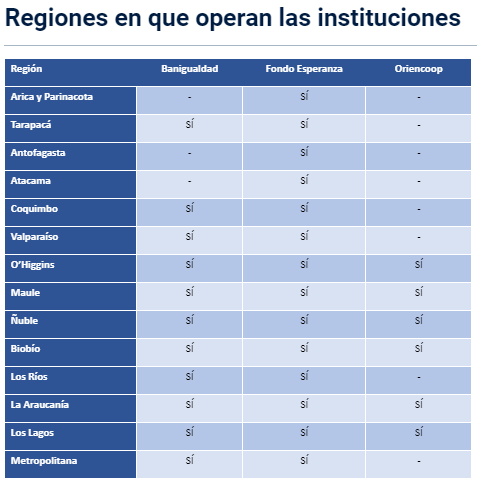 Regiones en que operan las instituciones
Región Banigualdad Fondo Esperanza Oriencoop
Arica y Parinacota - SÍ -
Tarapacá SÍ SÍ -
Antofagasta - SÍ -
Atacama - SÍ -
Coquimbo SÍ SÍ -
Valparaíso SÍ SÍ -
O'Higgins SÍ SÍ SÍ
Maule SÍ SÍ SÍ
Ñuble SÍ SÍ SÍ
Biobío SÍ SÍ SÍ
Los Ríos SÍ SÍ -
La Araucanía SÍ SÍ SÍ
Los Lagos SÍ SÍ SÍ
Metropolitana SÍ SÍ -